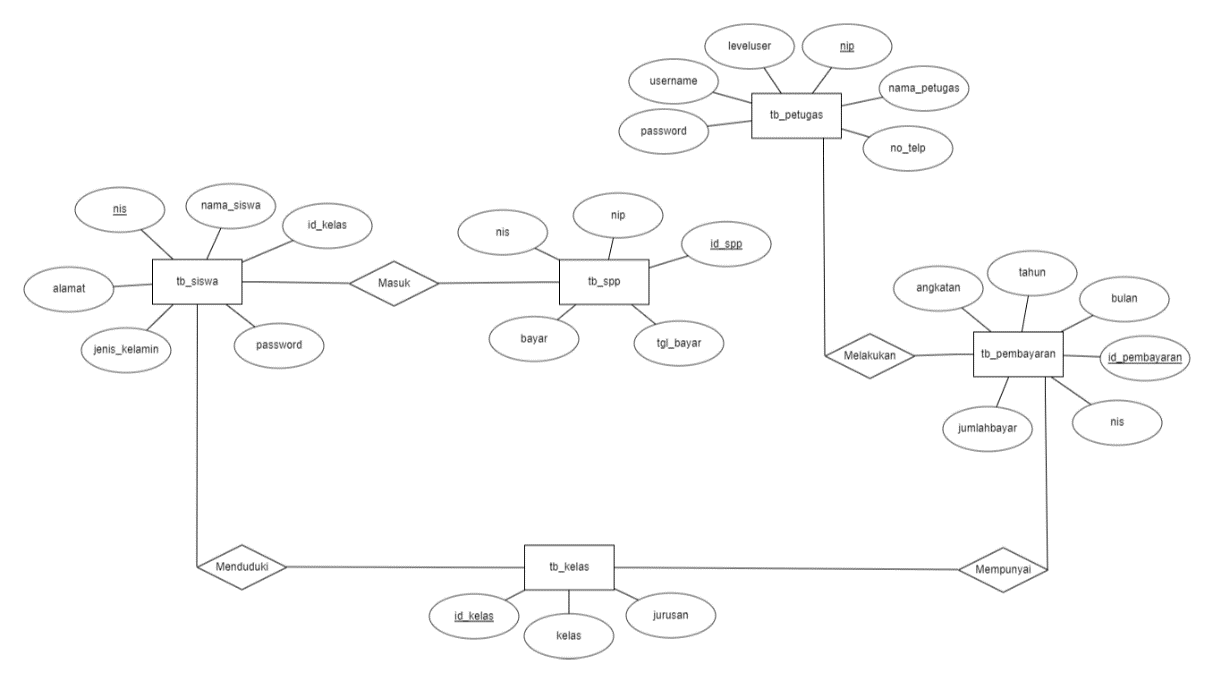 leveluser
nip
username
nama_petugas
tb_petugas
password
no_telp
nis
nama_siswa
id_kelas
tb_siswa
alamat
jenis_kelamin
password
Masuk
nis
nip
id_spp
tb_spp
bayar
tgl_bayar
Melakukan
angkatan
tahun
bulan
tb_pembayaran
id_pembayaran
jumlahbayar
nis
Menduduki
tb_kelas
Mempunyai
id_kelas
kelas
jurusan